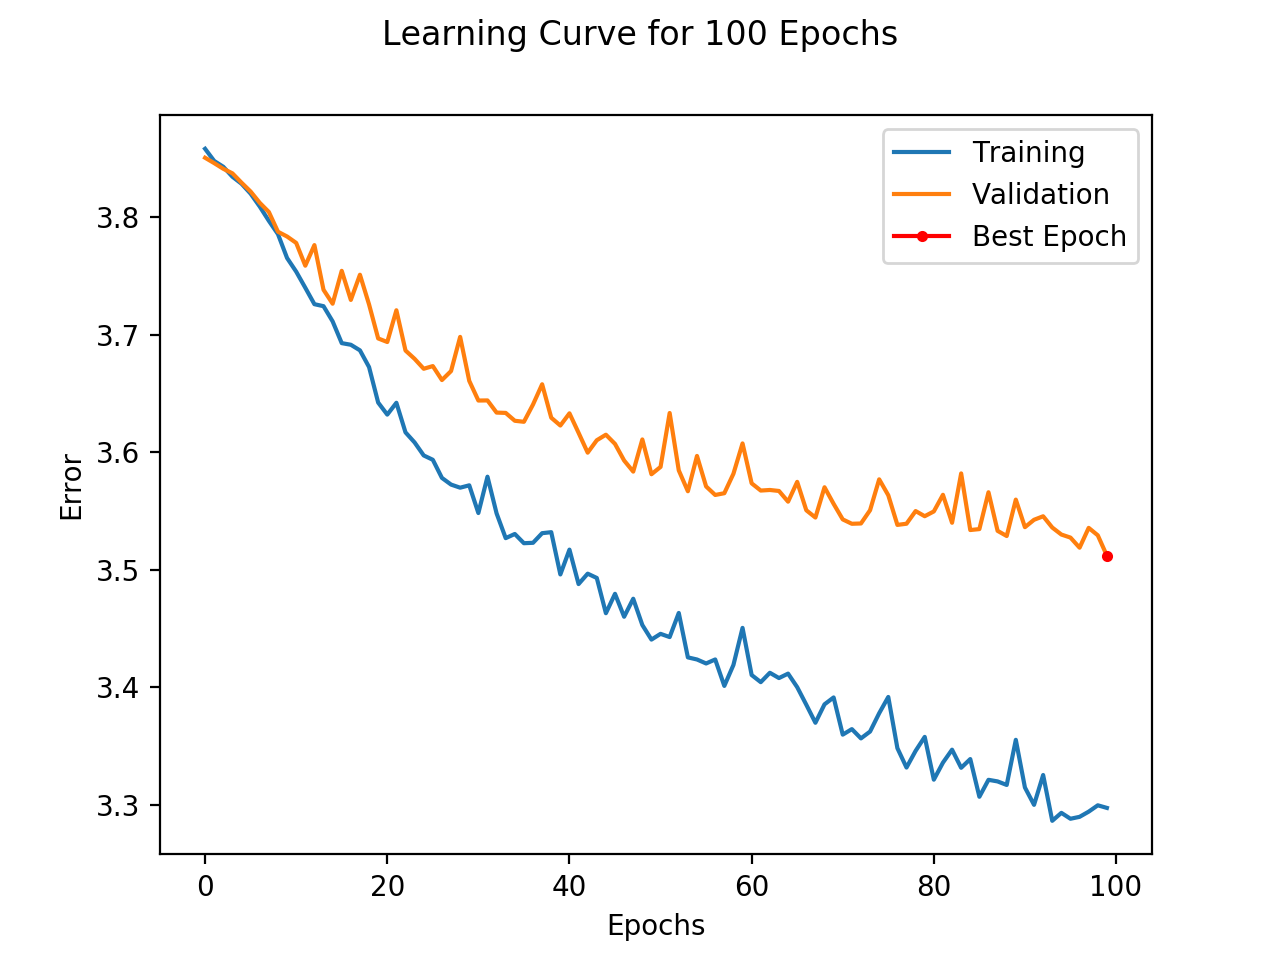 Learning Curve for 100 Epochs
Training
Validation
Best Epoch
3.8
3.7
3.6
3.5
3.4
3.3
Error
0 20 40 60 80 100
Epochs